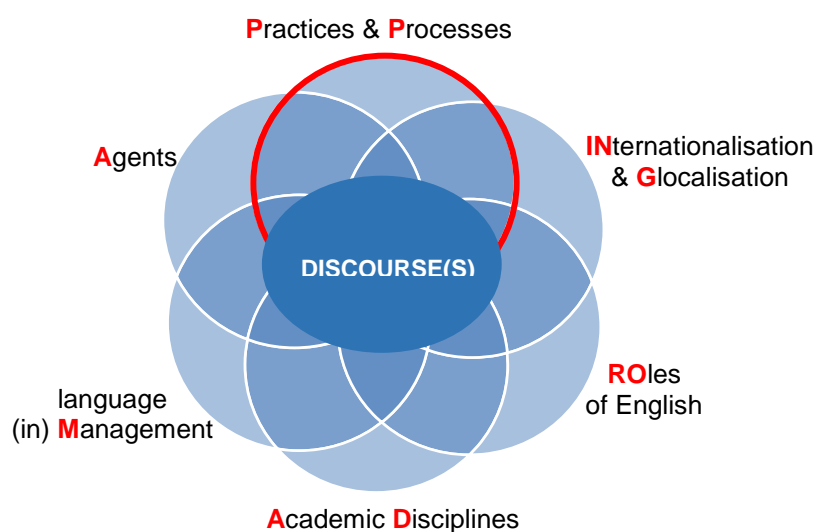 Practices & Processes
Agents
INternationalisation
& Glocalisation
DISCOURSE(S)
ROles
of English
language
(in) Management
Academic Disciplines